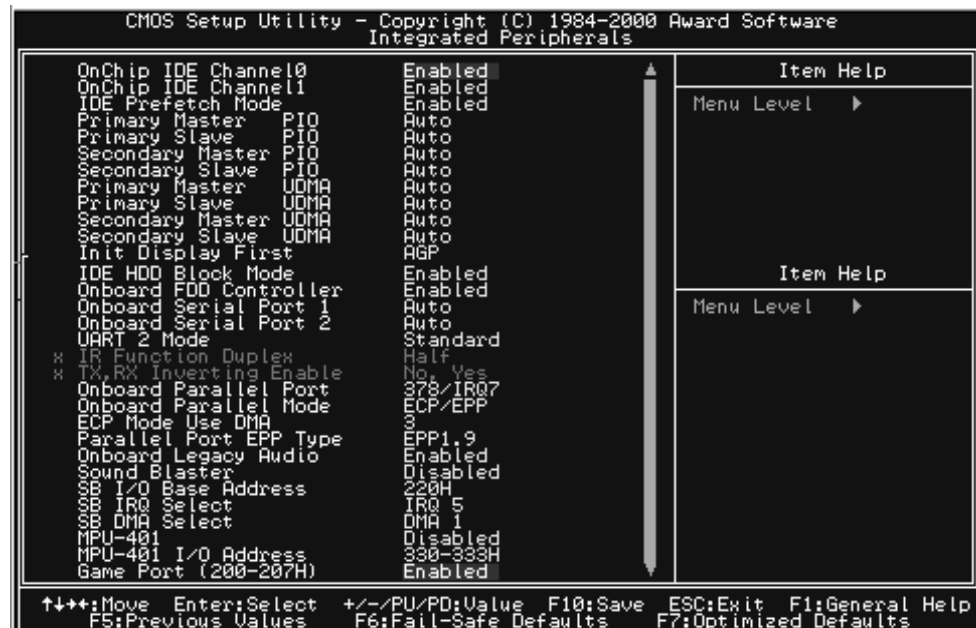 CMOS Setup Utility – Copyright (C) 1984–2000 Award Software
Integrated Peripherals
OnChip IDE Channel0 Enabled
OnChip IDE Channel1 Enabled
IDE Prefetch Mode Enabled
Primary Master PIO Auto
Primary Slave PIO Auto
Secondary Master PIO Auto
Secondary Slave PIO Auto
Primary Master UDMA Auto
Primary Slave UDMA Auto
Secondary Master UDMA Auto
Secondary Slave UDMA Auto
Init Display First AGP
IDE HDD Block Mode Enabled
Onboard FDD Controller Enabled
Onboard Serial Port 1 Auto
Onboard Serial Port 2 Auto
UART 2 Mode Standard
x IR Function Duplex Half
x TX,RX Inverting Enable No, Yes
Onboard Parallel Port 378/IRQ7
Onboard Parallel Mode ECP/EPP
ECP Mode Use DMA 3
Parallel Port EPP Type EPP1.9
Onboard Legacy Audio Enabled
Sound Blaster Disabled
SB I/O Base Address 220H
SB IRQ Select IRQ 5
SB DMA Select DMA 1
MPU-401 Disabled
MPU-401 I/O Address 330-333H
Game Port (200-207H) Enabled
Item Help
Menu Level ▶
Item Help
Menu Level ▶
↑↓→←:Move Enter:Select +/-/PU/PD:Value F10:Save ESC:Exit F1:General Help
F5:Previous Values F6:Fail-Safe Defaults F7:Optimized Defaults